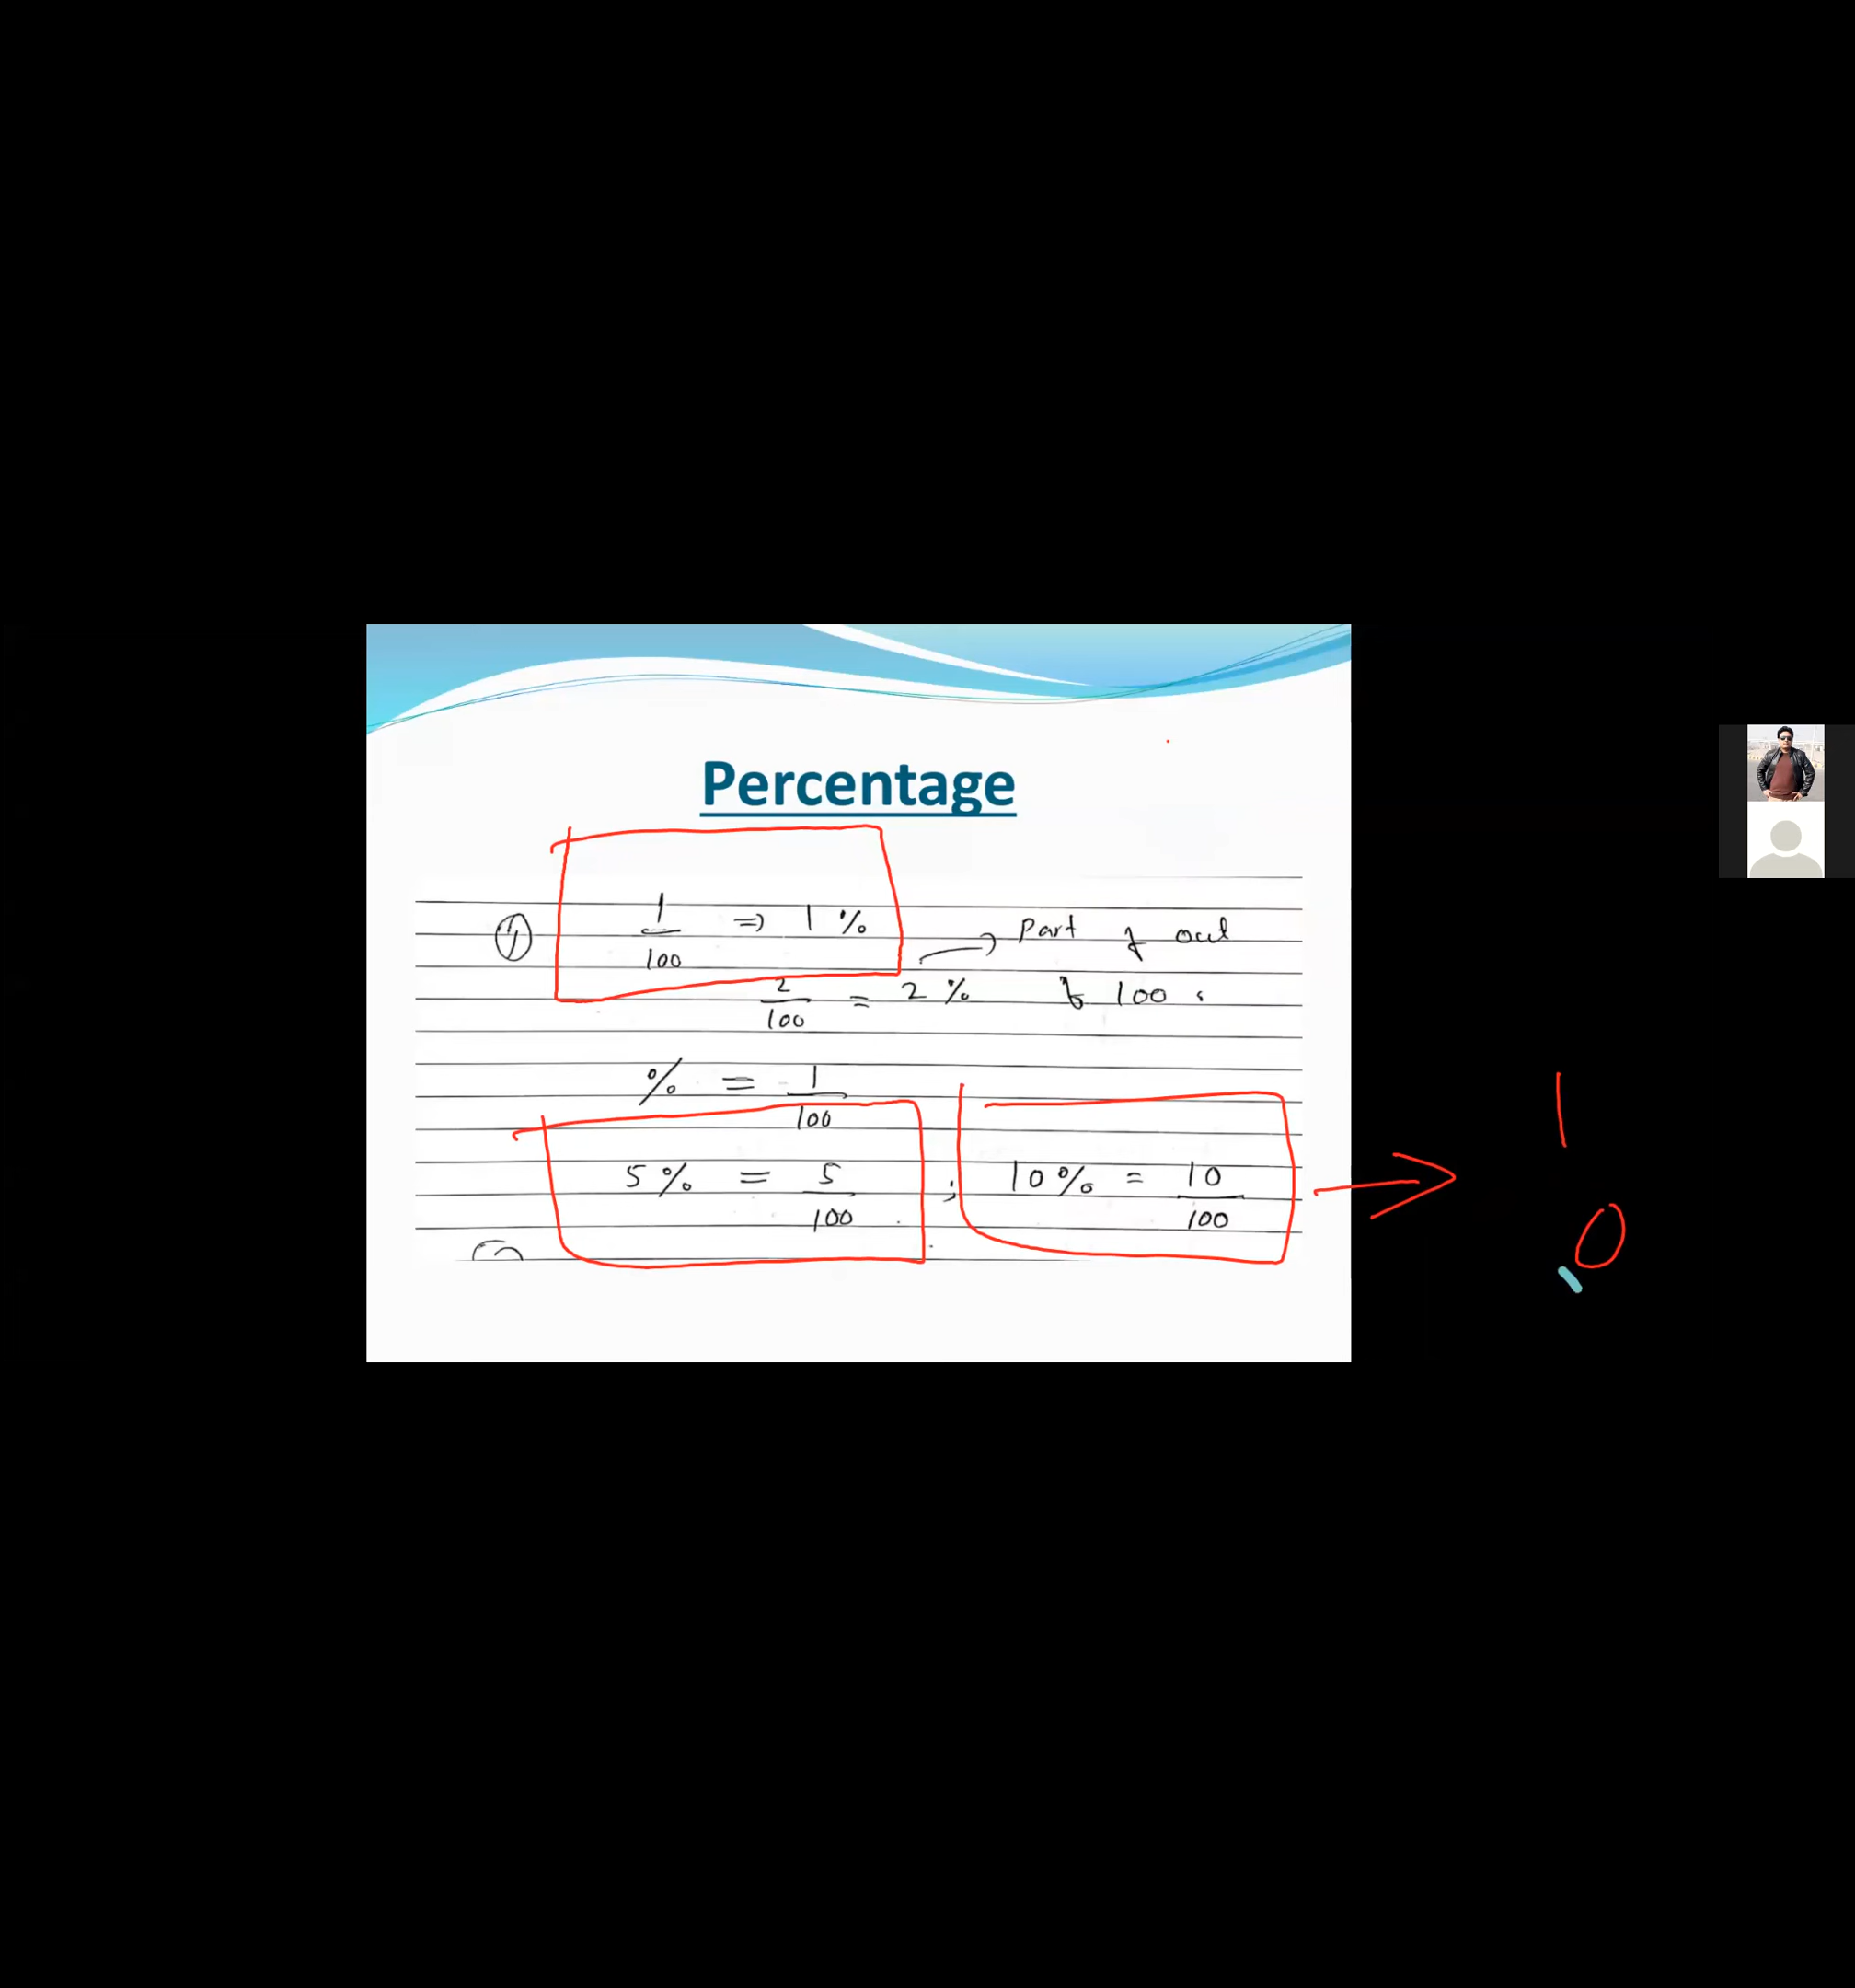 Percentage
① 1/100 ⇒ 1 % Part of out
2/100 = 2 % of 100
% = 1/100
5 % = 5/100 ; 10 % = 10/100
1
0